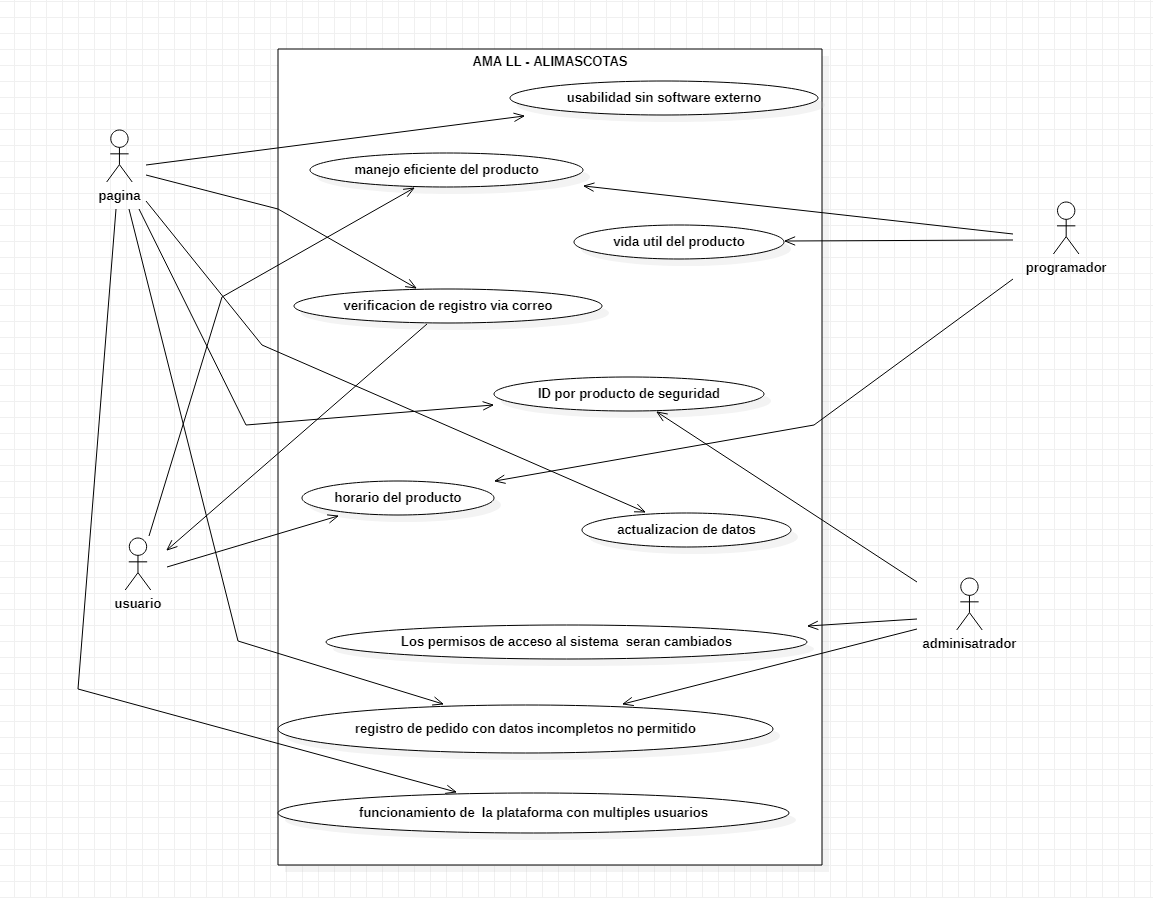 AMA LL - ALIMASCOTAS
usabilidad sin software externo
pagina
manejo eficiente del producto
vida util del producto
programador
verificacion de registro via correo
ID por producto de seguridad
horario del producto
actualizacion de datos
usuario
Los permisos de acceso al sistema  seran cambiados
adminisatrador
registro de pedido con datos incompletos no permitido
funcionamiento de  la plataforma con multiples usuarios